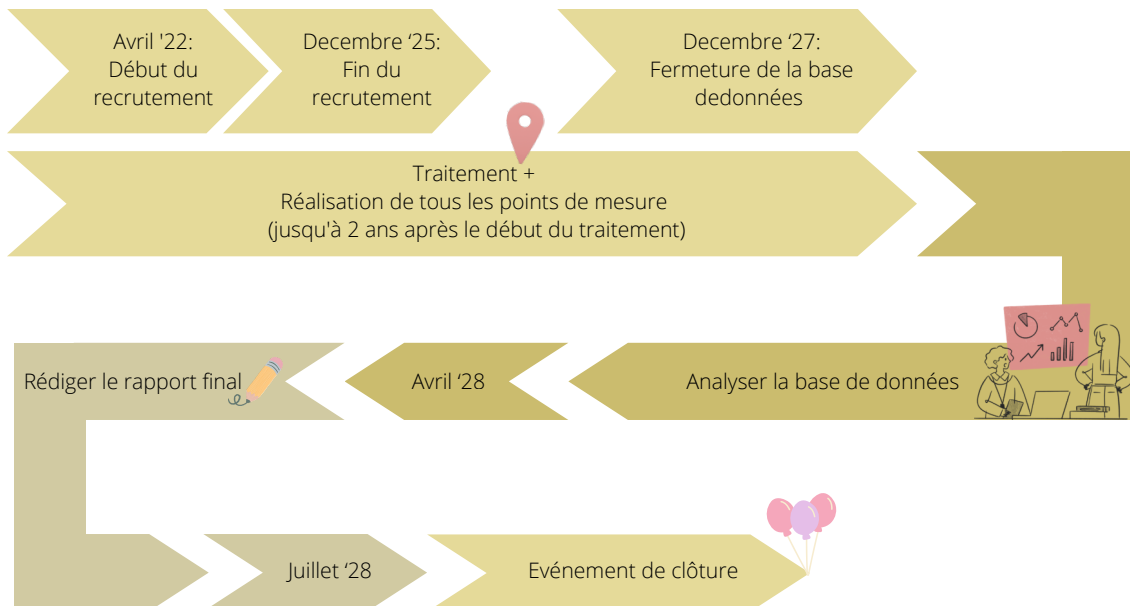 Avril '22:
Début du
recrutement
Decembre ‘25:
Fin du
recrutement
Decembre ‘27:
Fermeture de la base
dedonnées
Traitement +
Réalisation de tous les points de mesure
(jusqu'à 2 ans après le début du traitement)
Analyser la base de données
Avril ‘28
Rédiger le rapport final
Juillet ‘28
Evénement de clôture